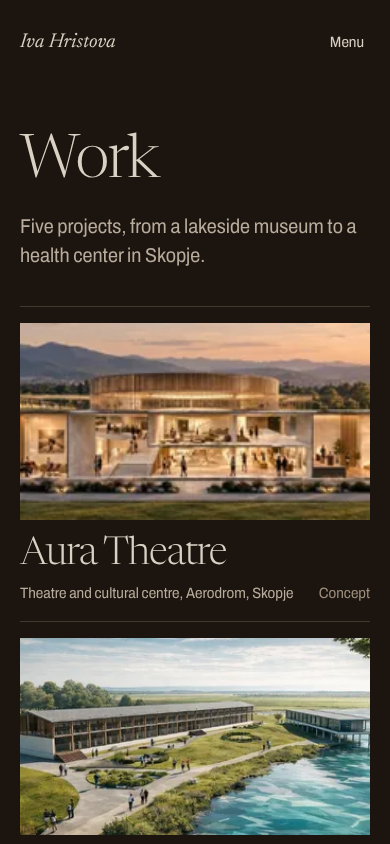 Iva Hristova
Menu
Work
Five projects, from a lakeside museum to a
health center in Skopje.
Aura Theatre
Theatre and cultural centre, Aerodrom, Skopje
Concept